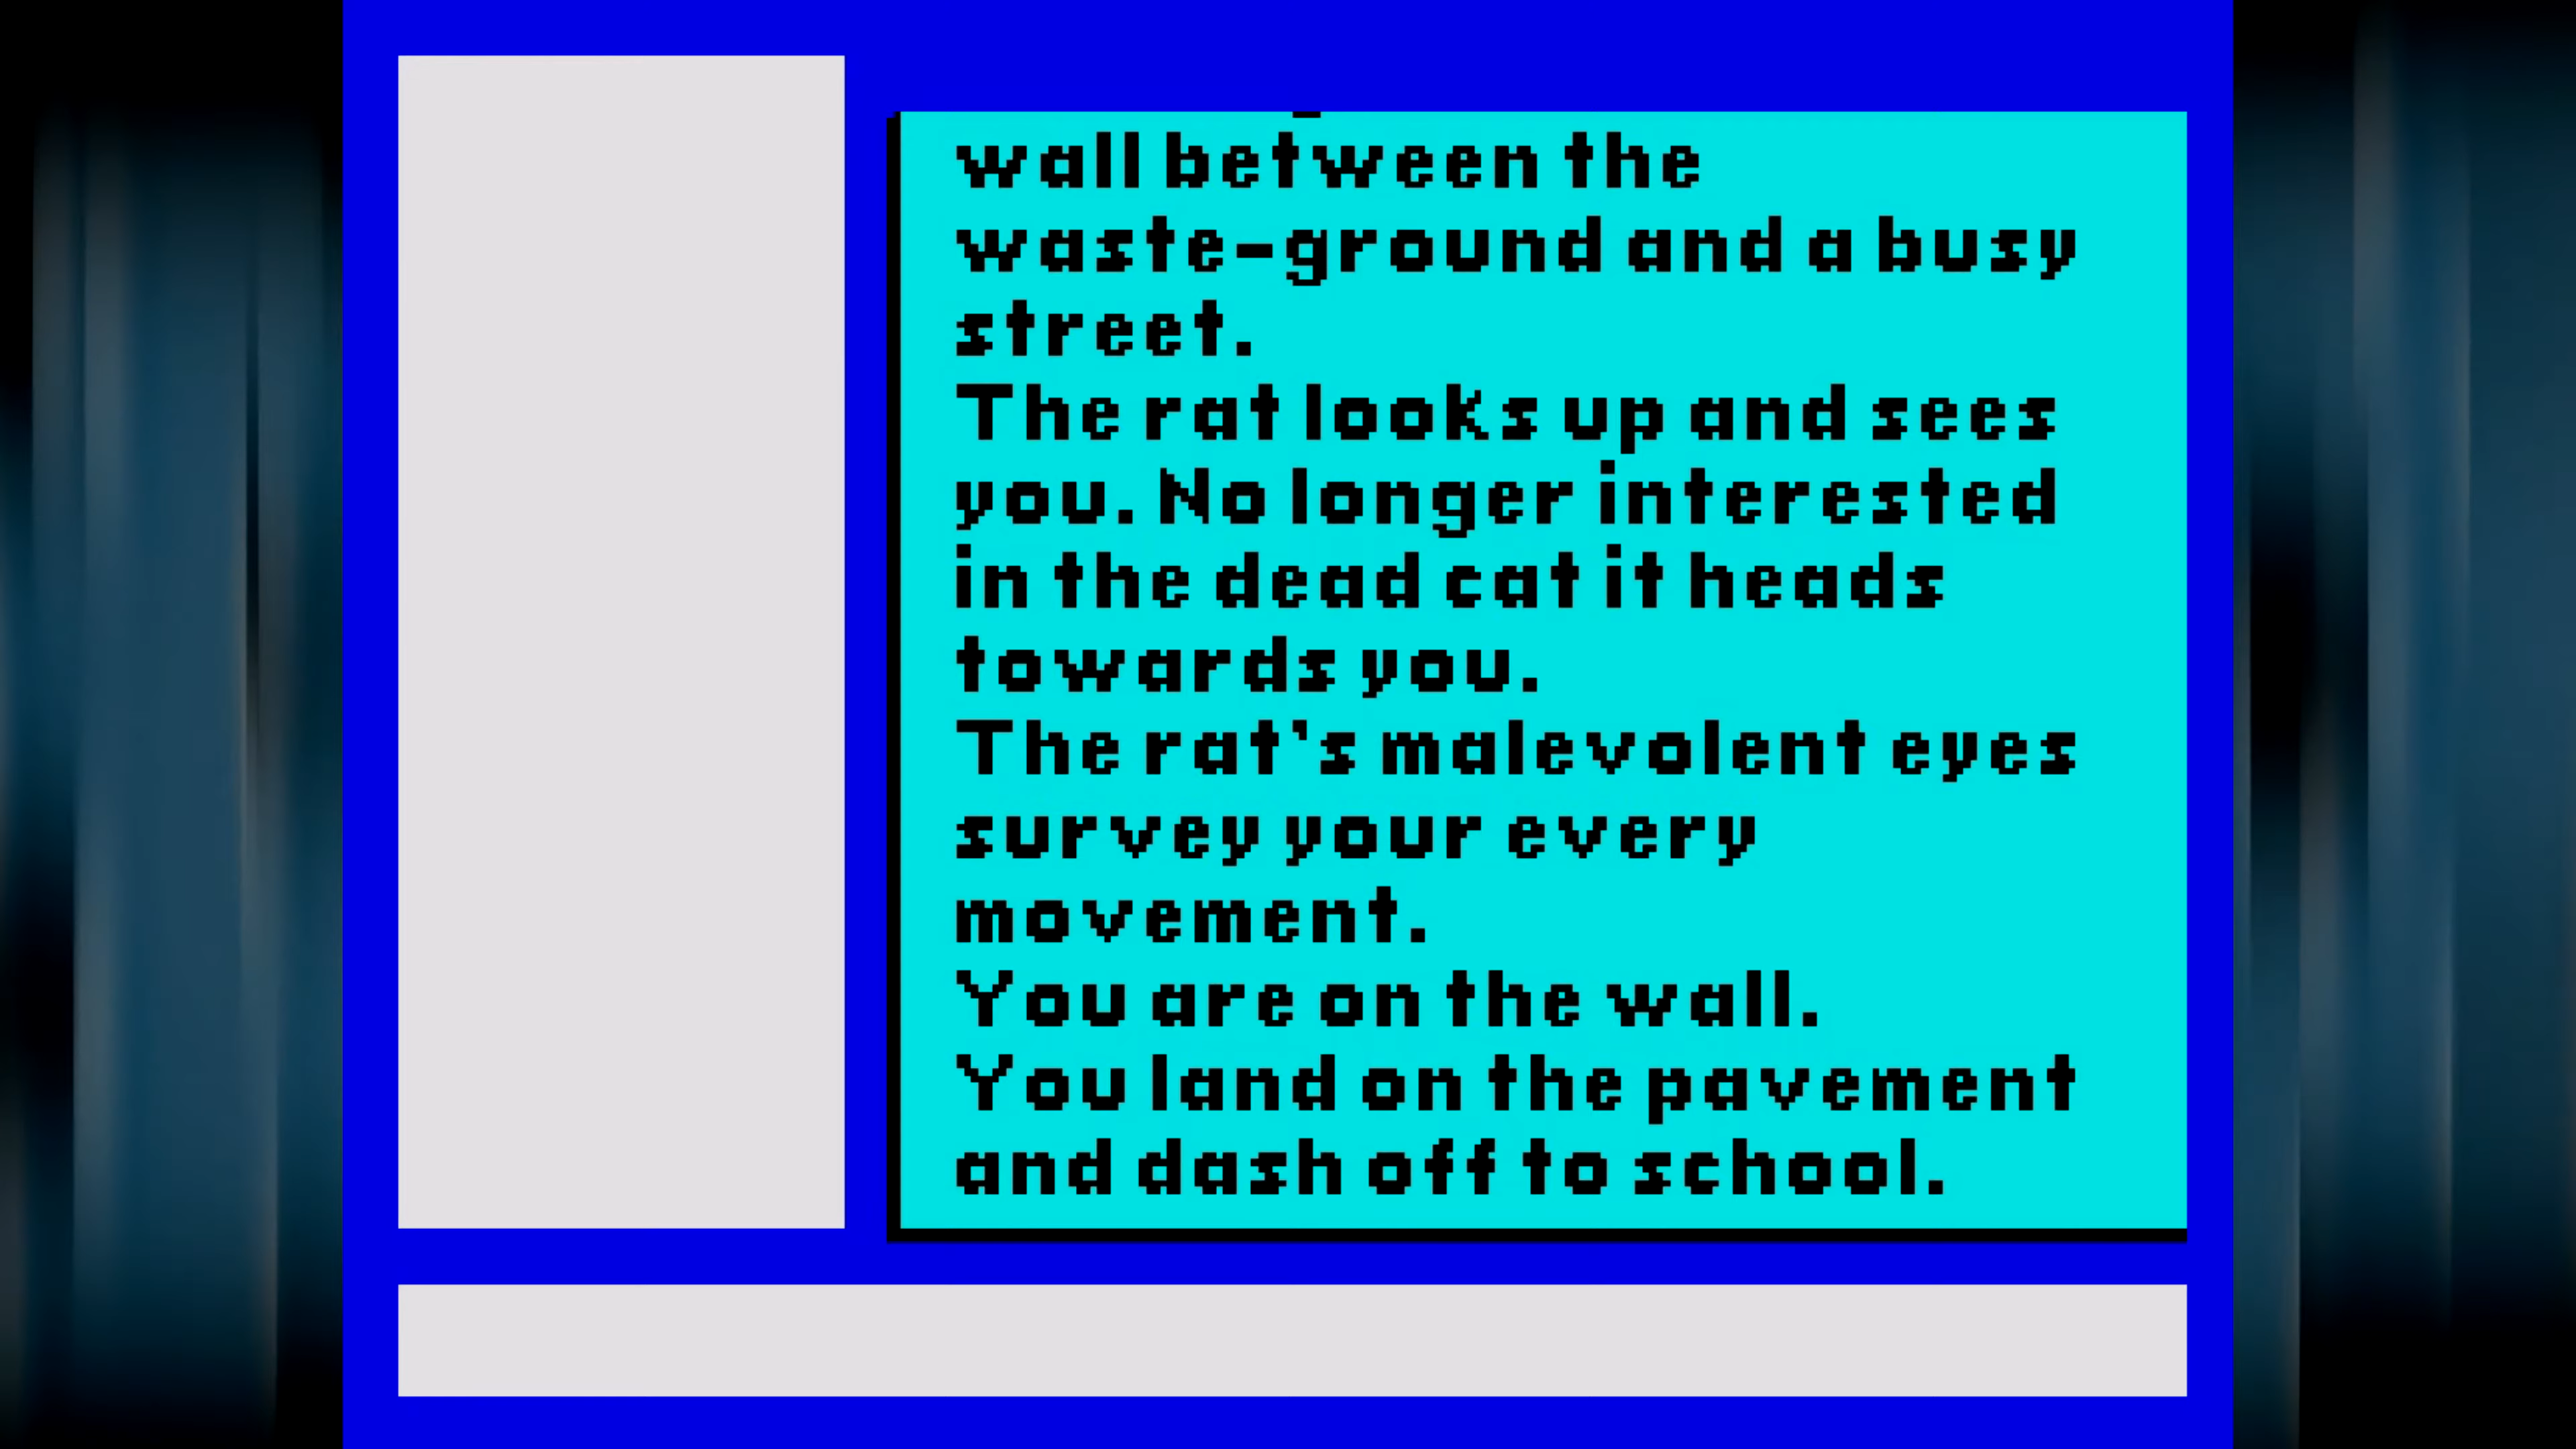 wall between the
waste-ground and a busy
street.
The rat looks up and sees
you. No longer interested
in the dead cat it heads
towards you.
The rat's malevolent eyes
survey your every
movement.
You are on the wall.
You land on the pavement
and dash off to school.